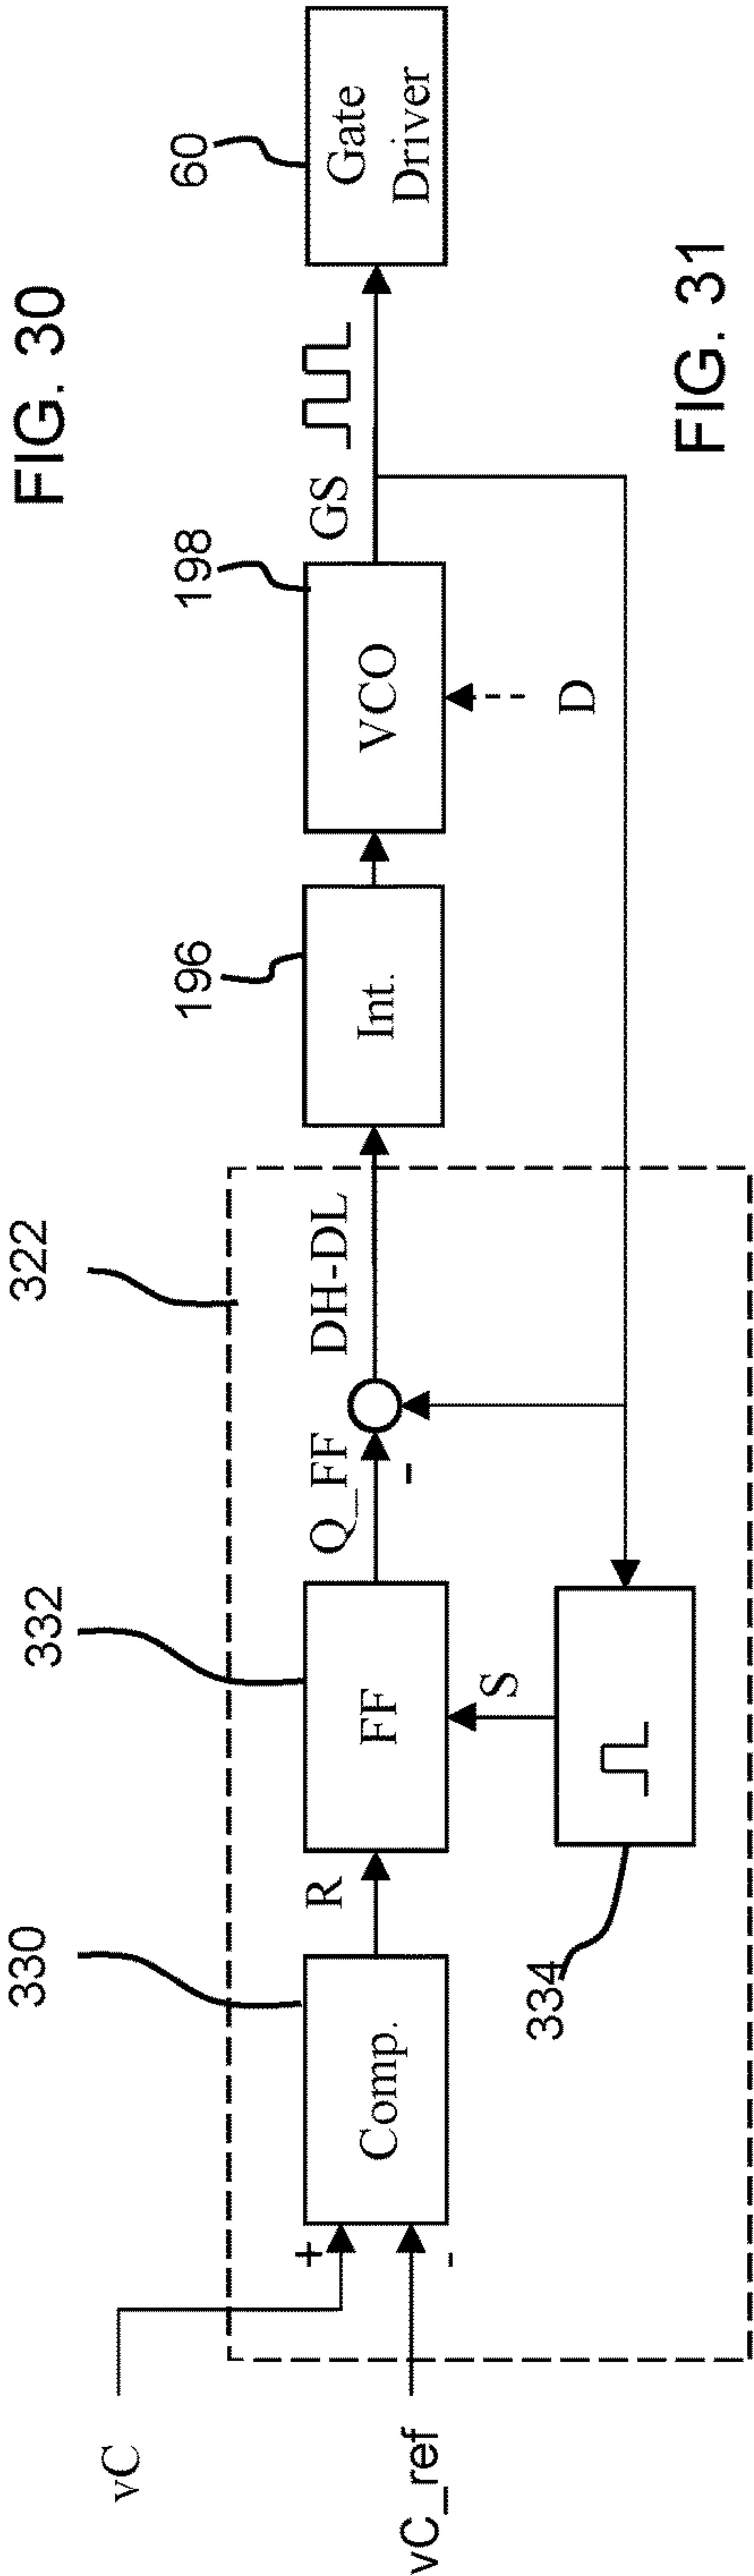 FIG. 30
322
330
332
196
198
60
vC
+
Comp.
R
FF
Q_FF
-
DH-DL
Int.
VCO
GS
Gate
Driver
vC_ref
-
S
D
334
FIG. 31